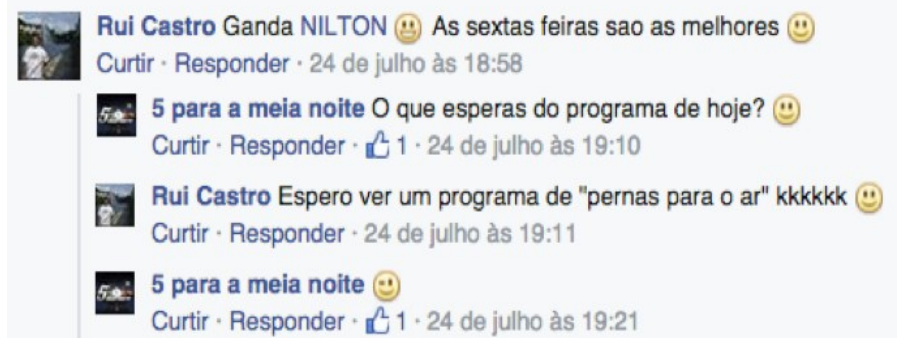 Rui Castro Ganda NILTON 😬 As sextas feiras sao as melhores 🙂
Curtir · Responder · 24 de julho às 18:58
5 para a meia noite O que esperas do programa de hoje? 🙂
Curtir · Responder · 👍 1 · 24 de julho às 19:10
Rui Castro Espero ver um programa de "pernas para o ar" kkkkkk 🙂
Curtir · Responder · 24 de julho às 19:11
5 para a meia noite 😉
Curtir · Responder · 👍 1 · 24 de julho às 19:21